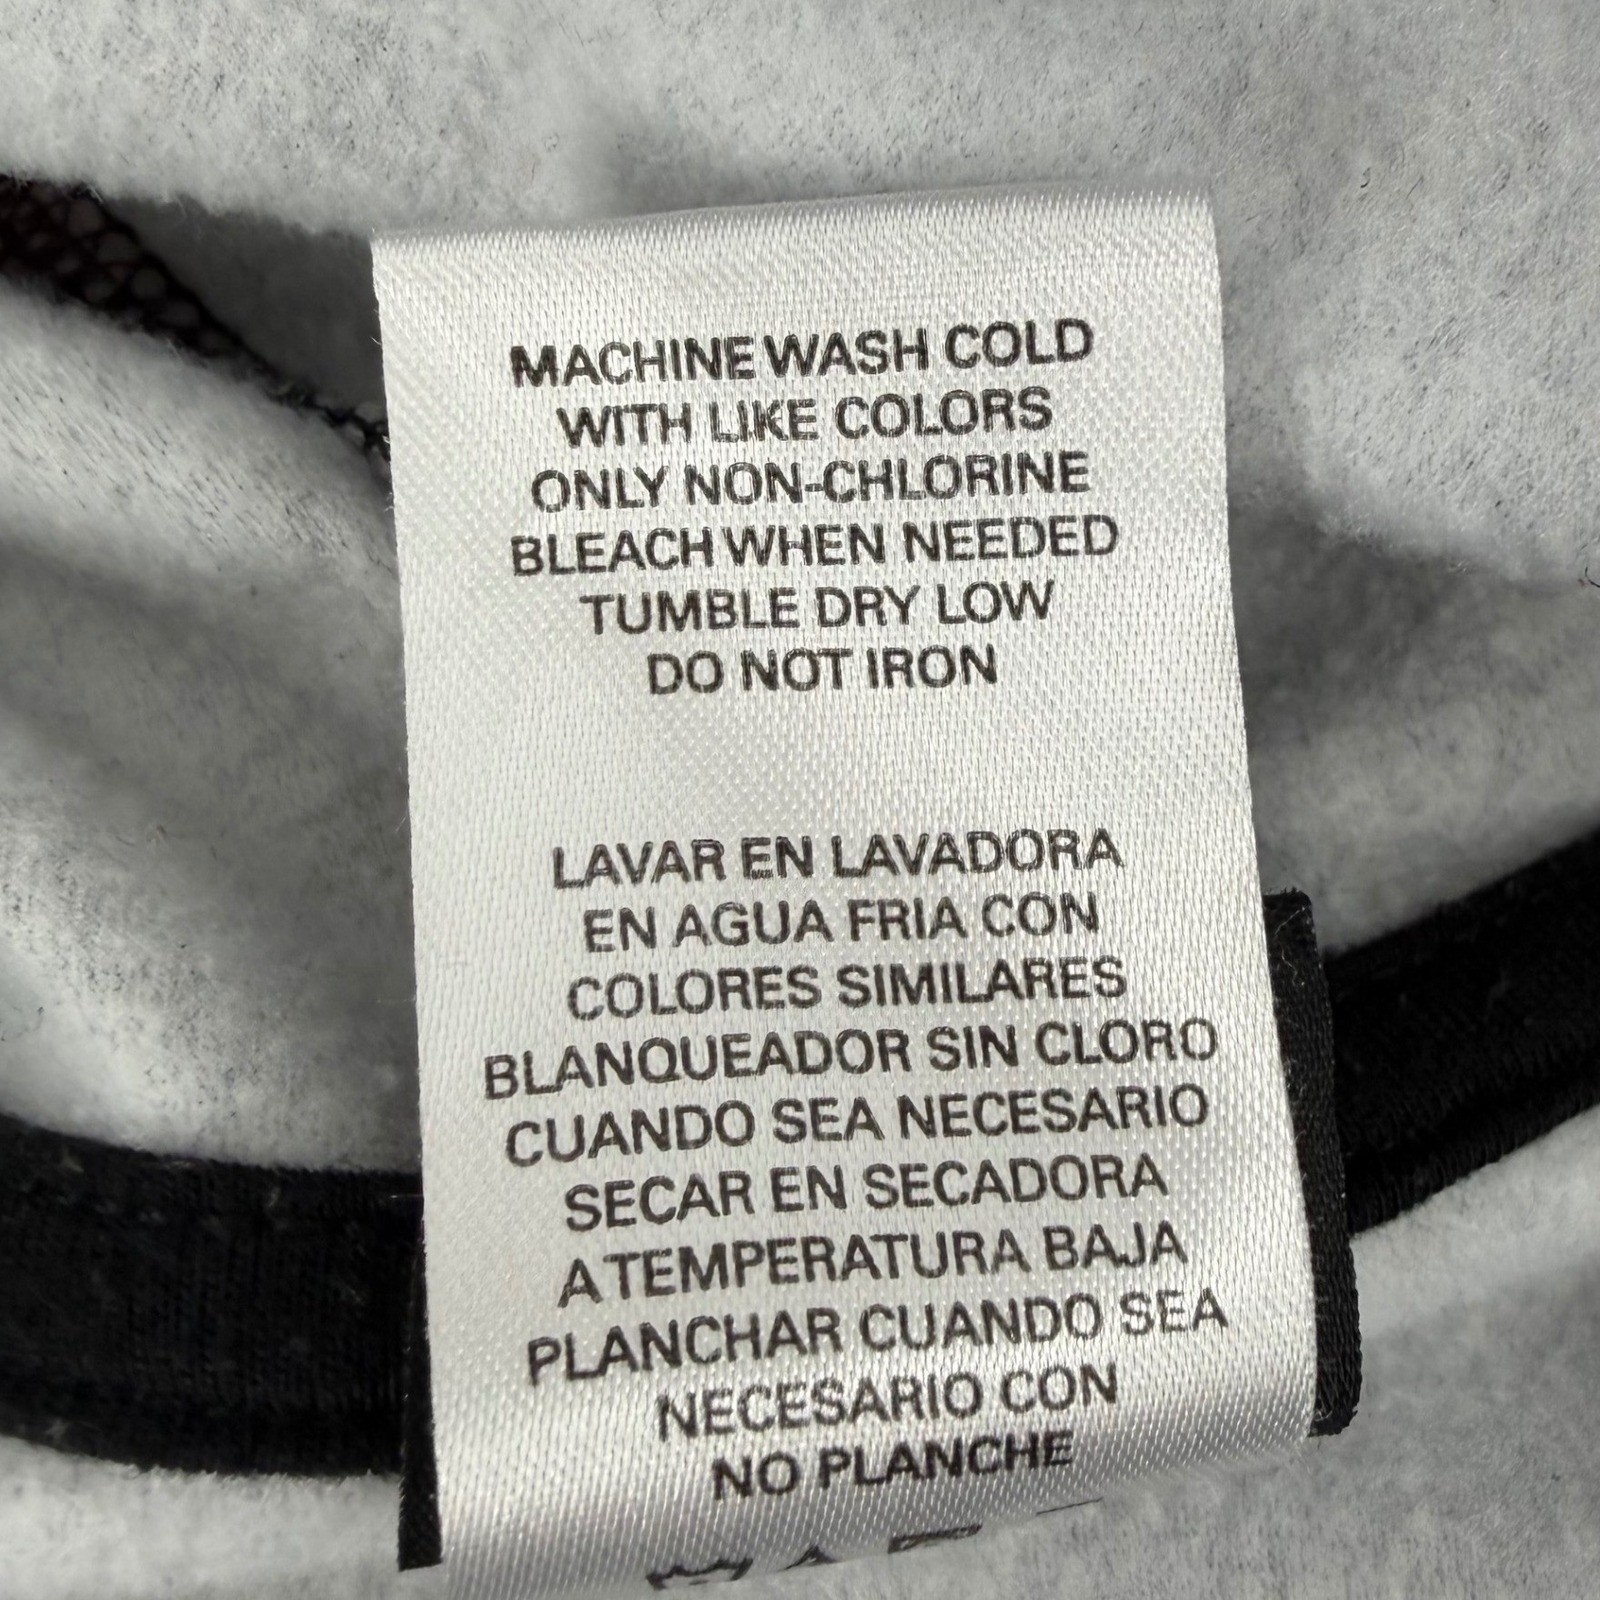 MACHINE WASH COLD
WITH LIKE COLORS
ONLY NON-CHLORINE
BLEACH WHEN NEEDED
TUMBLE DRY LOW
DO NOT IRON
LAVAR EN LAVADORA
EN AGUA FRIA CON
COLORES SIMILARES
BLANQUEADOR SIN CLORO
CUANDO SEA NECESARIO
SECAR EN SECADORA
A TEMPERATURA BAJA
PLANCHAR CUANDO SEA
NECESARIO CON
NO PLANCHE